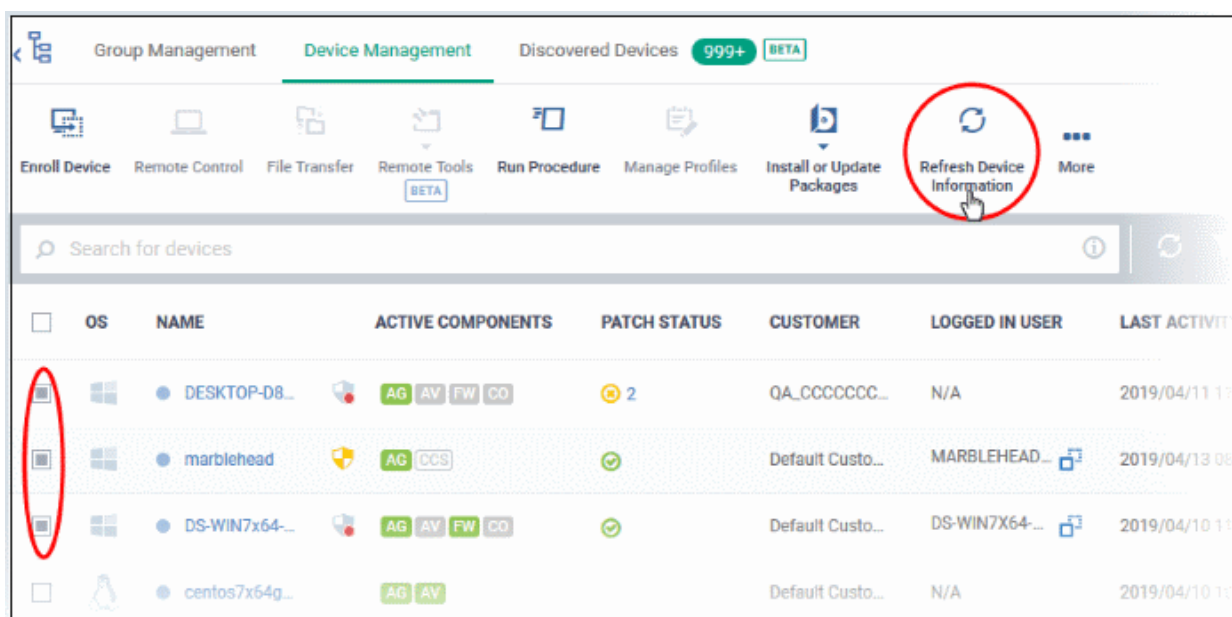 Group Management Device Management Discovered Devices 999+ BETA
Enroll Device Remote Control File Transfer Remote Tools Run Procedure Manage Profiles Install or Update Refresh Device More
BETA Packages Information
Search for devices
OS NAME ACTIVE COMPONENTS PATCH STATUS CUSTOMER LOGGED IN USER LAST ACTIVIT
DESKTOP-D8... AG AV FW CO 2 QA_CCCCCCC... N/A 2019/04/11
marblehead AG CCS Default Custo... MARBLEHEAD... 2019/04/13 08
DS-WIN7x64-... AG AV FW CO Default Custo... DS-WIN7X64-... 2019/04/10 11
centos7x64g... AG AV Default Custo... N/A 2019/04/10